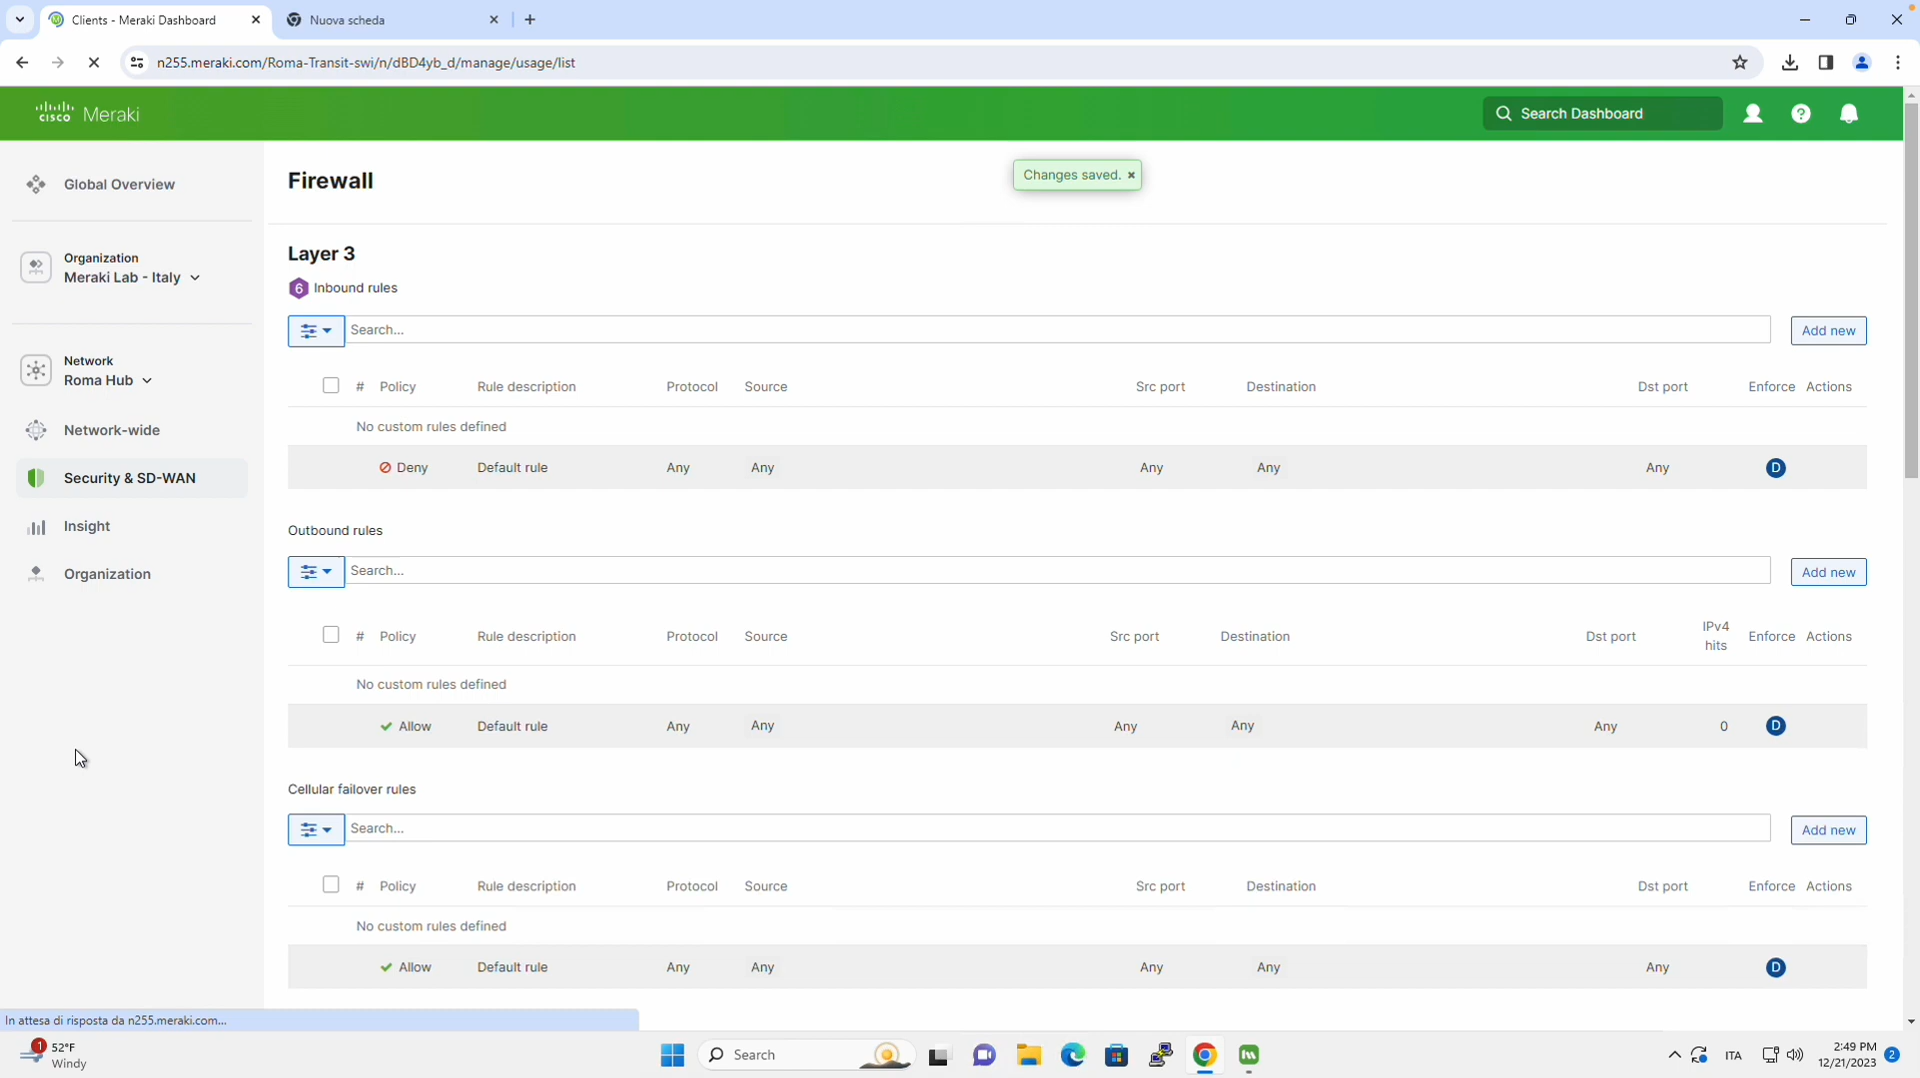 Clients - Meraki Dashboard
Nuova scheda
n255.meraki.com/Roma-Transit-swi/n/dBD4yb_d/manage/usage/list
cisco Meraki
Search Dashboard
Global Overview
Organization
Meraki Lab - Italy
Network
Roma Hub
Network-wide
Security & SD-WAN
Insight
Organization
Firewall
Changes saved. ×
Layer 3
6 Inbound rules
Search...
Add new
# Policy Rule description Protocol Source Src port Destination Dst port Enforce Actions
No custom rules defined
Deny Default rule Any Any Any Any Any D
Outbound rules
Search...
Add new
# Policy Rule description Protocol Source Src port Destination Dst port IPv4 hits Enforce Actions
No custom rules defined
Allow Default rule Any Any Any Any Any 0 D
Cellular failover rules
Search...
Add new
# Policy Rule description Protocol Source Src port Destination Dst port Enforce Actions
No custom rules defined
Allow Default rule Any Any Any Any Any D
In attesa di risposta da n255.meraki.com...
1 52°F
Windy
Search
ITA
2:49 PM
12/21/2023
2